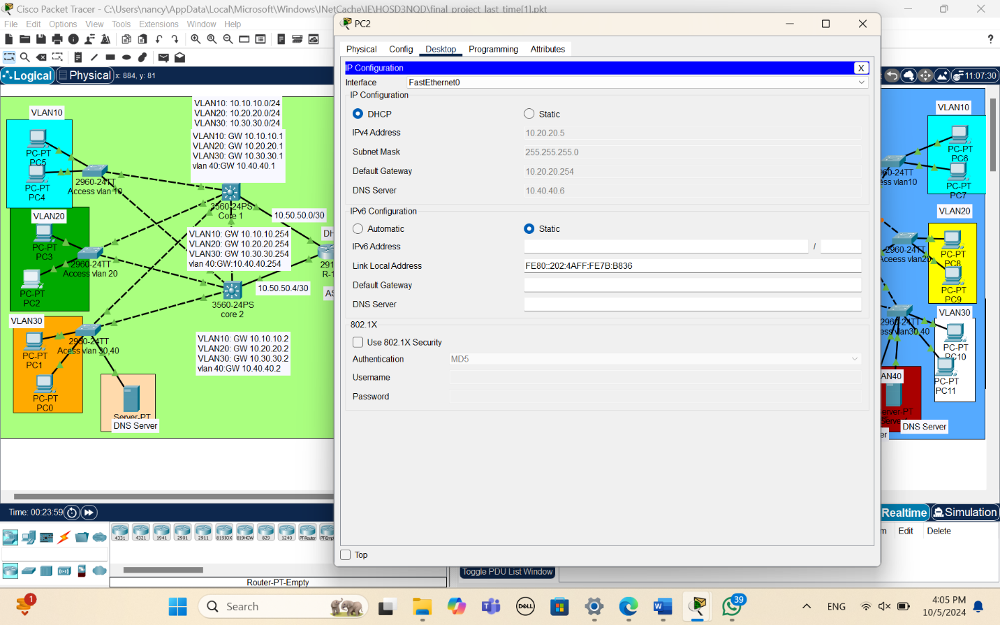 Cisco Packet Tracer - C:\Users\nancy\AppData\Local\Microsoft\Windows\INetCache\IE\HOSD3NQD\final_project_last_time[1].pkt
File Edit Options View Tools Extensions Window Help
Logical Physical x: 884, y: 81
11:07:30
PC2
Physical Config Desktop Programming Attributes
IP Configuration X
Interface FastEthernet0
IP Configuration
DHCP Static
IPv4 Address 10.20.20.5
Subnet Mask 255.255.255.0
Default Gateway 10.20.20.254
DNS Server 10.40.40.6
IPv6 Configuration
Automatic Static
IPv6 Address /
Link Local Address FE80::202:4AFF:FE7B:B836
Default Gateway
DNS Server
802.1X
Use 802.1X Security
Authentication MD5
Username
Password
Top
VLAN10
PC-PT
PC5
PC-PT
PC4
2960-24TT
Access vlan 10
VLAN20
PC-PT
PC3
PC-PT
PC2
2960-24TT
Access vlan 20
VLAN30
PC-PT
PC1
PC-PT
PC0
2960-24TT
Acess vlan 30,40
Server-PT
DNS Server
VLAN10: 10.10.10.0/24
VLAN20: 10.20.20.0/24
VLAN30: 10.30.30.0/24
VLAN10: GW 10.10.10.1
VLAN20: GW 10.20.20.1
VLAN30: GW 10.30.30.1
vlan 40:GW 10.40.40.1
3560-24PS
Core 1
10.50.50.0/30
VLAN10: GW 10.10.10.254
VLAN20: GW 10.20.20.254
VLAN30: GW 10.30.30.254
vlan 40:GW:10.40.40.254
DH
291
R-1
10.50.50.4/30
AS
3560-24PS
core 2
VLAN10: GW 10.10.10.2
VLAN20: GW 10.20.20.2
VLAN30: GW 10.30.30.2
vlan 40:GW 10.40.40.2
VLAN10
PC-PT
PC6
PC-PT
PC7
60-24TT
ess vlan10
VLAN20
PC-PT
PC8
PC-PT
PC9
2960-24TT
Access vlan20
VLAN30
PC-PT
PC10
PC-PT
PC11
2960-24TT
ess vlan30,40
AN40
erver-PT
Serve
DNS Server
er
Time: 00:23:59
Realtime Simulation
4331 4321 1941 2901 2911 819IOX 819HGW 829 1240 PT-Router PT-Emp
Router-PT-Empty
m Edit Delete
Toggle PDU List Window
1
Search
DELL
39
ENG
4:05 PM
10/5/2024